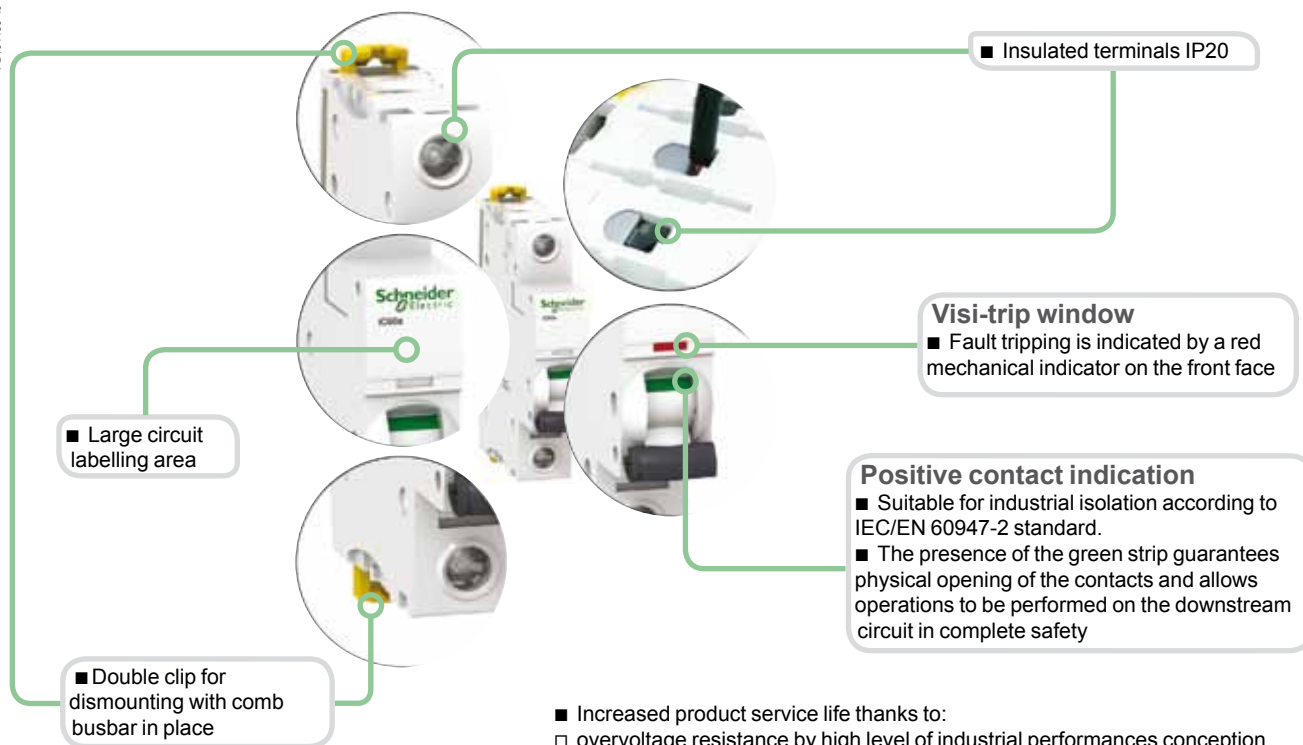 ■ Insulated terminals IP20
Schneider
Electric
Schneider
Electric
Visi-trip window
■ Fault tripping is indicated by a red
mechanical indicator on the front face
■ Large circuit
labelling area
Positive contact indication
■ Suitable for industrial isolation according to
IEC/EN 60947-2 standard.
■ The presence of the green strip guarantees
physical opening of the contacts and allows
operations to be performed on the downstream
circuit in complete safety
■ Double clip for
dismounting with comb
busbar in place
■ Increased product service life thanks to:
□ overvoltage resistance by high level of industrial performances conception